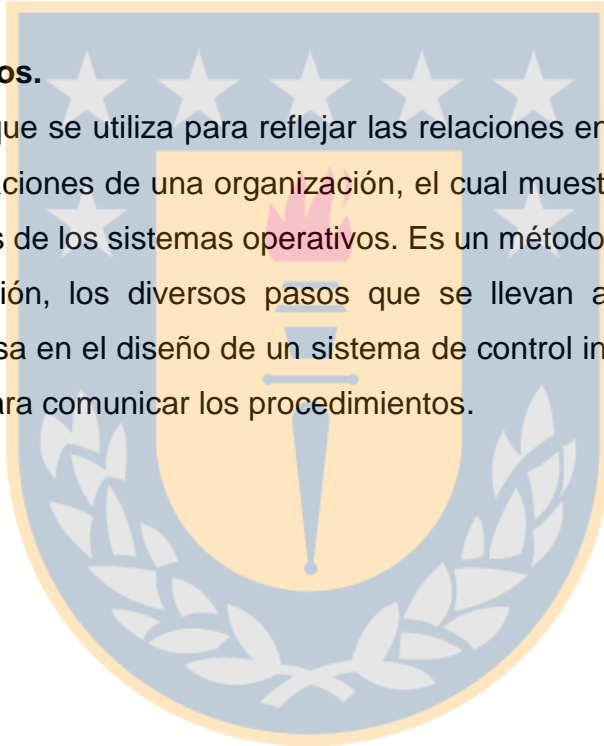 os.
que se utiliza para reflejar las relaciones en
aciones de una organización, el cual muest
s de los sistemas operativos. Es un método
ión, los diversos pasos que se llevan a
sa en el diseño de un sistema de control in
ara comunicar los procedimientos.